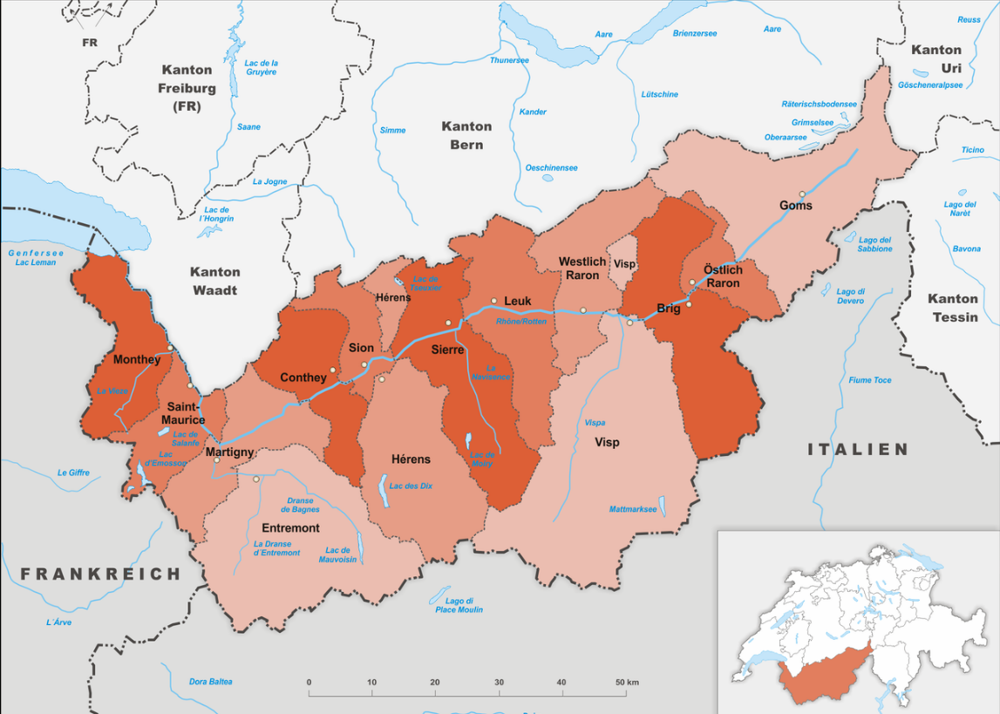 FR
Kanton
Freiburg
(FR)
Lac de la
Gruyère
Saane
Thunersee
Aare
Brienzersee
Aare
Reuss
Kanton
Uri
Göscheneralpsee
Räterischsbodensee
Grimselsee
Oberaarsee
Simme
Kander
Lütschine
Kanton
Bern
Oeschinensee
Ticino
La Jogne
Lac de
l´Hongrin
Genfersee
Lac Leman
Kanton
Waadt
Goms
Lago del
Narèt
Lago del
Sabbione
Bavona
Lago di
Devero
Kanton
Tessin
Westlich
Raron
Visp
Östlich
Raron
Lac de
Tseuzier
Hérens
Leuk
Rhône/Rotten
Brig
Monthey
Sion
Sierre
Conthey
La Navisence
La Vièze
Saint-
Maurice
Lac de
Salanfe
Lac
d'Emosson
Martigny
Fiume Toce
Vispa
Visp
ITALIEN
Hérens
Lac des Dix
Lac de
Moiry
Le Giffre
Dranse
de Bagnes
Mattmarksee
Entremont
La Dranse
d´Entremont
Lac de
Mauvoisin
FRANKREICH
L´Árve
Lago di
Place Moulin
Dora Baltea
0 10 20 30 40 50 km